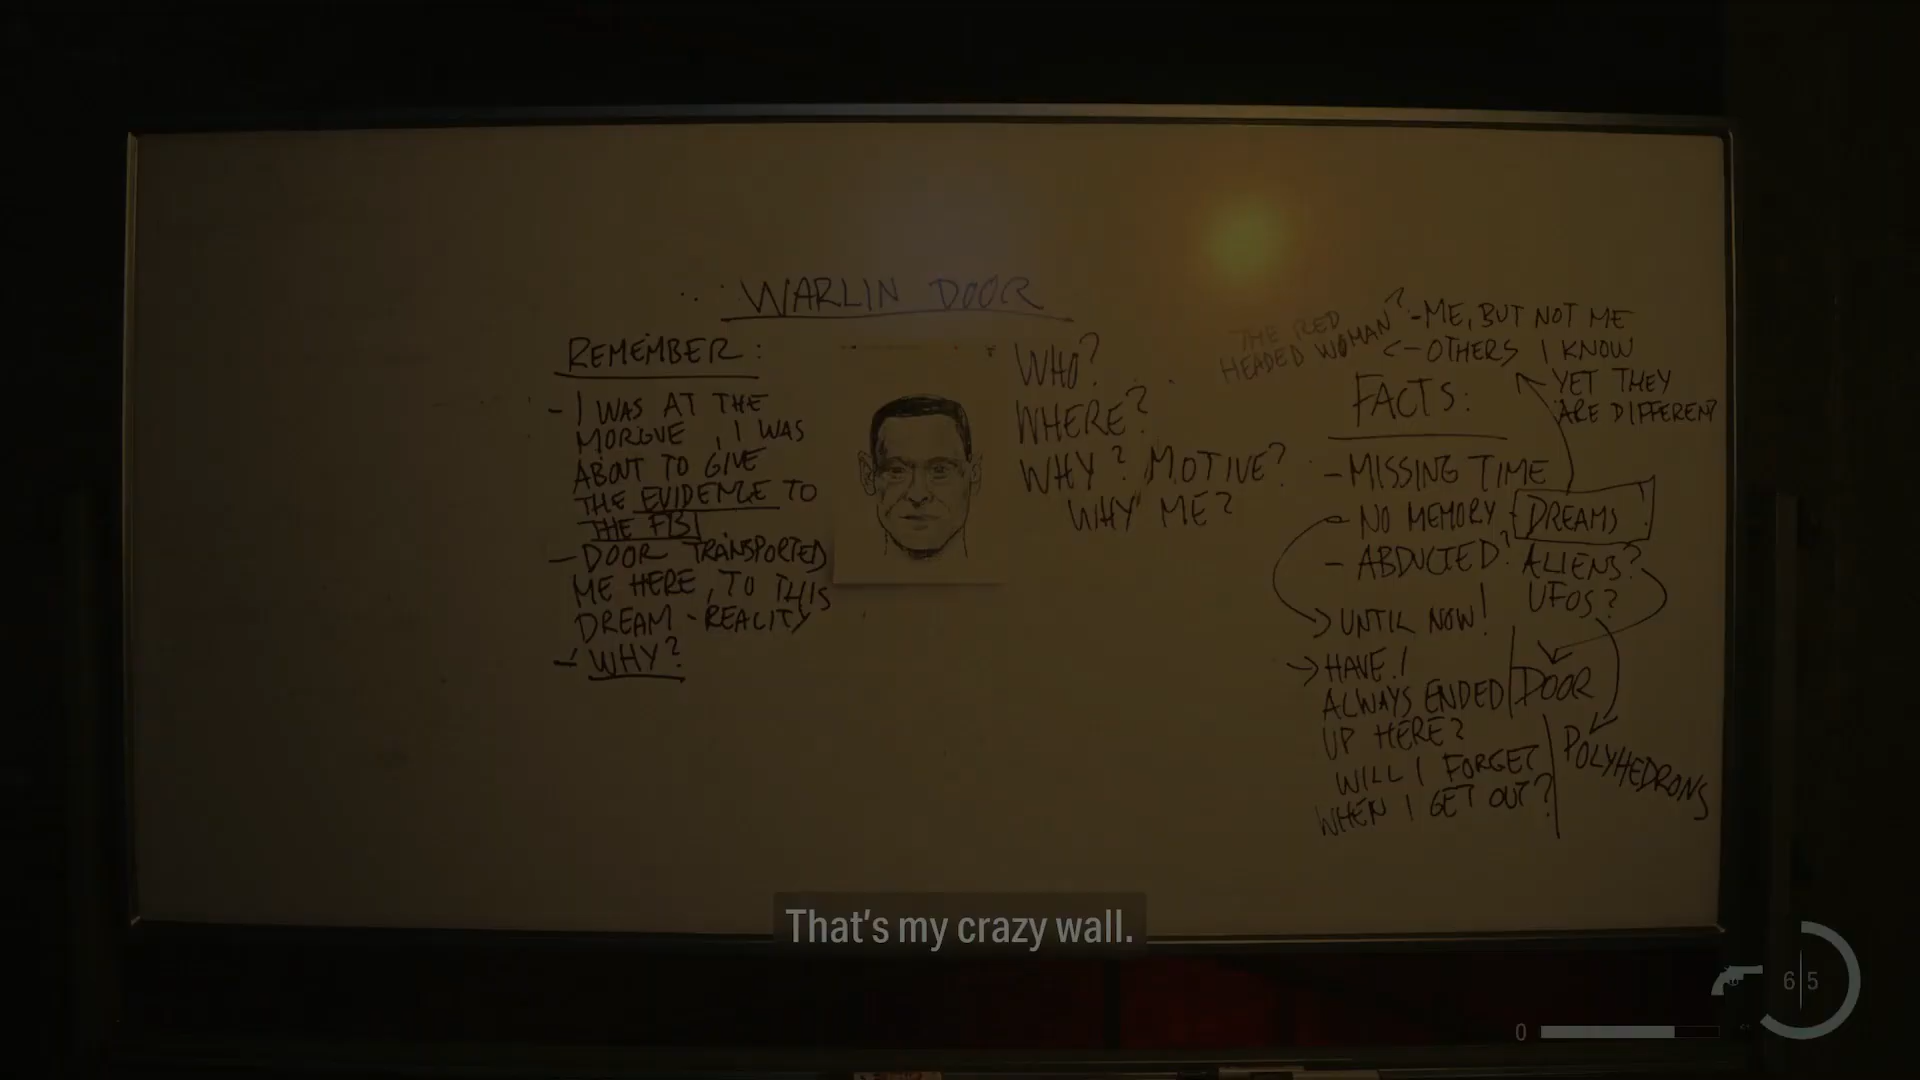 WARLIN DOOR
REMEMBER:
- I WAS AT THE
MORGUE, I WAS
ABOUT TO GIVE
THE EVIDENCE TO
THE FBI
- DOOR TRANSPORTED
ME HERE, TO THIS
DREAM-REALITY
- WHY?
WHO?
WHERE?
WHY? MOTIVE?
WHY ME?
THE RED
HEADED WOMAN?
- ME, BUT NOT ME
<- OTHERS I KNOW
YET THEY
ARE DIFFERENT
FACTS:
- MISSING TIME
- NO MEMORY - DREAMS
- ABDUCTED? ALIENS?
UFOS?
-> UNTIL NOW!
-> HAVE I
ALWAYS ENDED
UP HERE?
WILL I FORGET
WHEN I GET OUT?
DOOR
POLYHEDRONS
That's my crazy wall.
6|5
0